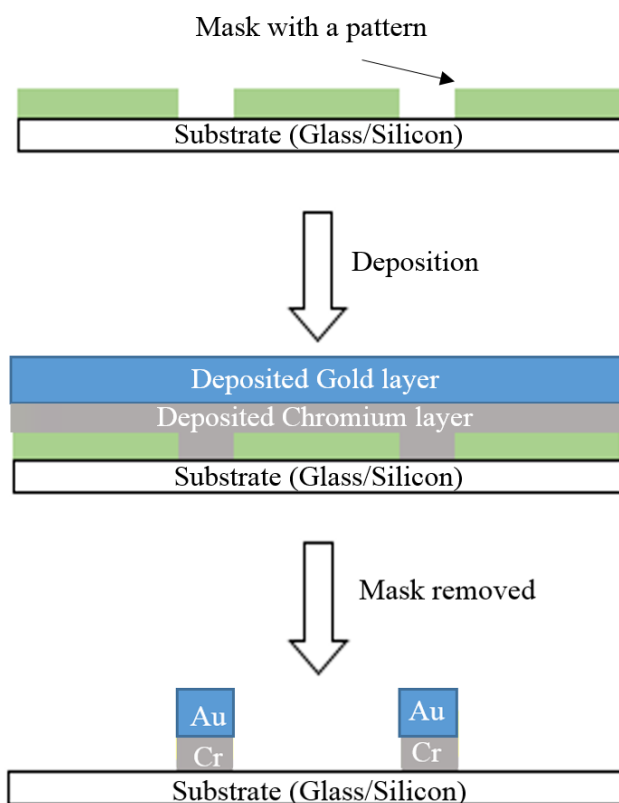 Mask with a pattern
Substrate (Glass/Silicon)
Deposition
Deposited Gold layer
Deposited Chromium layer
Substrate (Glass/Silicon)
Mask removed
Au Au
Cr Cr
Substrate (Glass/Silicon)